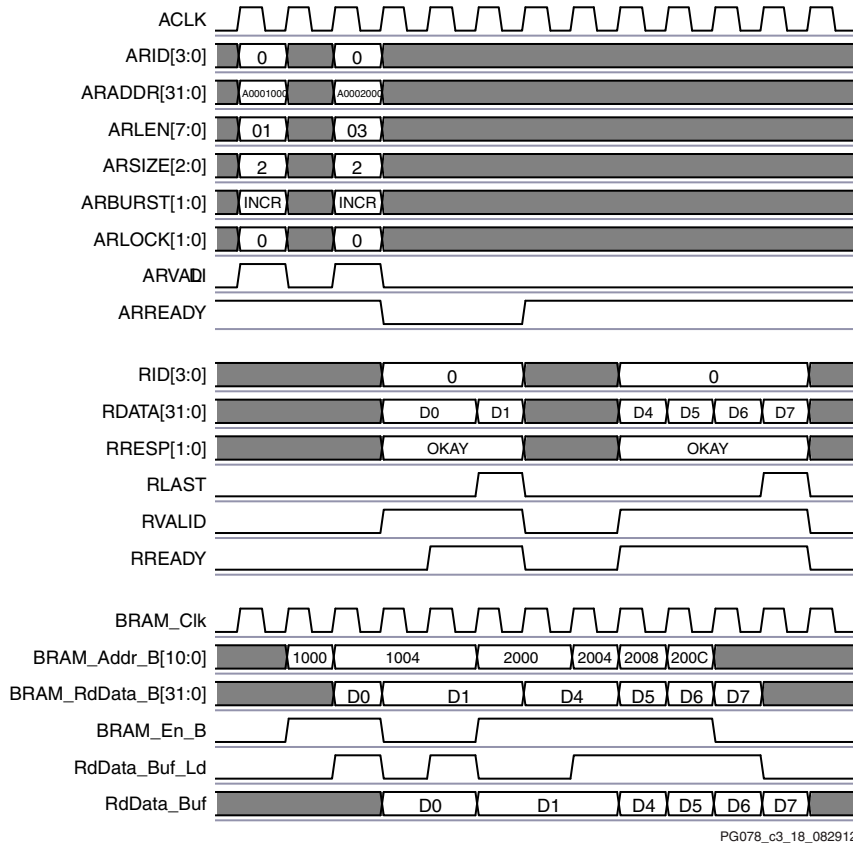 ACLK
ARID[3:0] 0 0
ARADDR[31:0] A0001000 A0002000
ARLEN[7:0] 01 03
ARSIZE[2:0] 2 2
ARBURST[1:0] INCR INCR
ARLOCK[1:0] 0 0
ARVALID
ARREADY
RID[3:0] 0 0
RDATA[31:0] D0 D1 D4 D5 D6 D7
RRESP[1:0] OKAY OKAY
RLAST
RVALID
RREADY
BRAM_Clk
BRAM_Addr_B[10:0] 1000 1004 2000 2004 2008 200C
BRAM_RdData_B[31:0] D0 D1 D4 D5 D6 D7
BRAM_En_B
RdData_Buf_Ld
RdData_Buf D0 D1 D4 D5 D6 D7
PG078_c3_18_082912